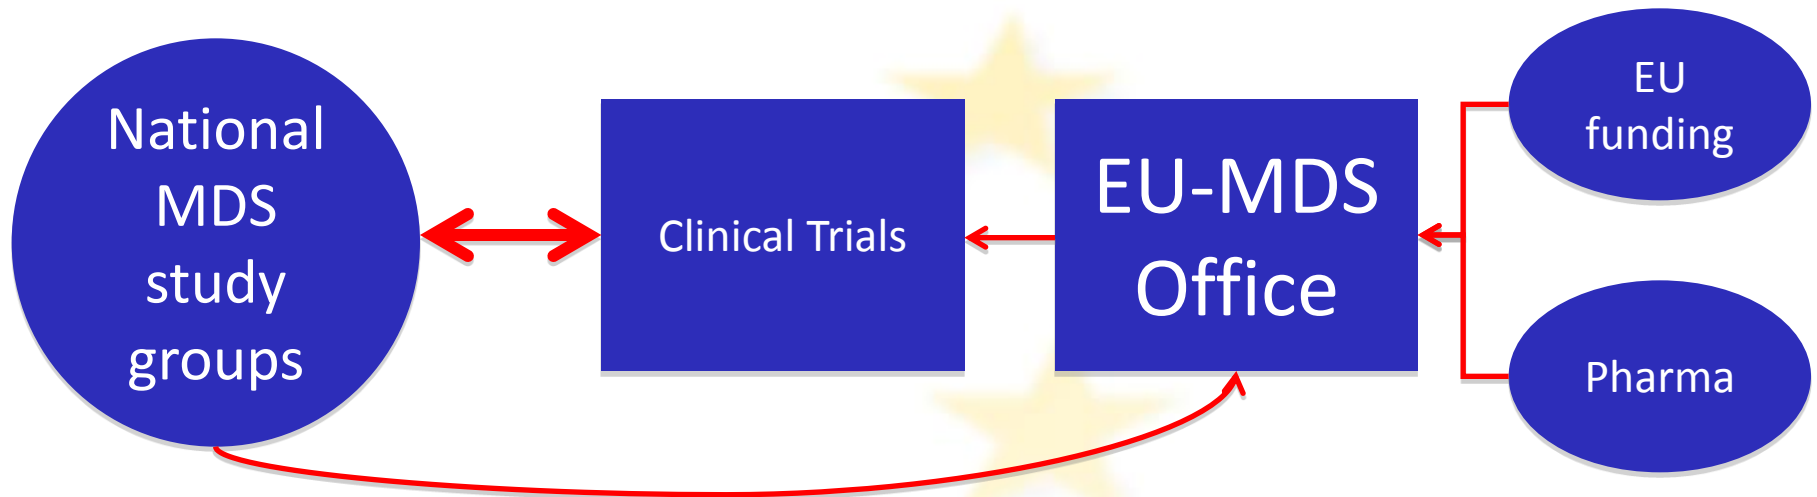 National
MDS
study
groups
Clinical Trials
EU-MDS
Office
EU
funding
Pharma